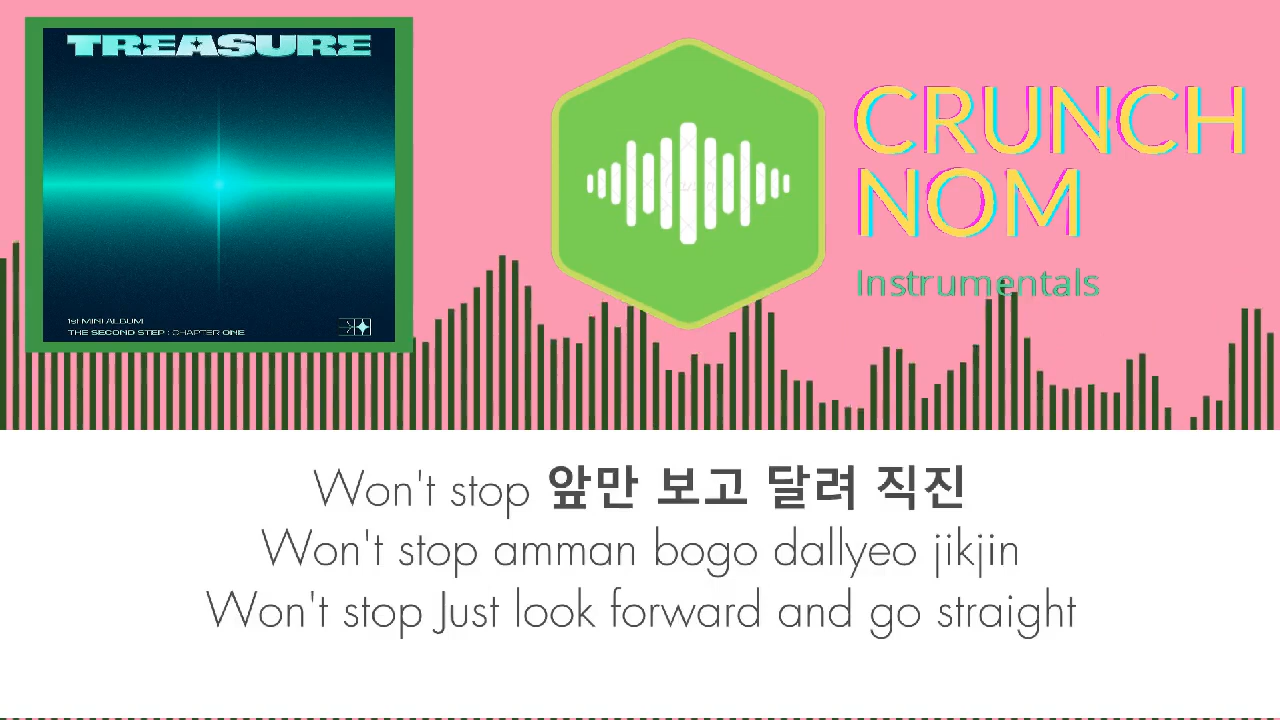 TREASURE
1st MINI ALBUM
THE SECOND STEP : CHAPTER ONE
CRUNCH
NOM
Instrumentals
Won't stop 앞만 보고 달려 직진
Won't stop amman bogo dallyeo jikjin
Won't stop Just look forward and go straight